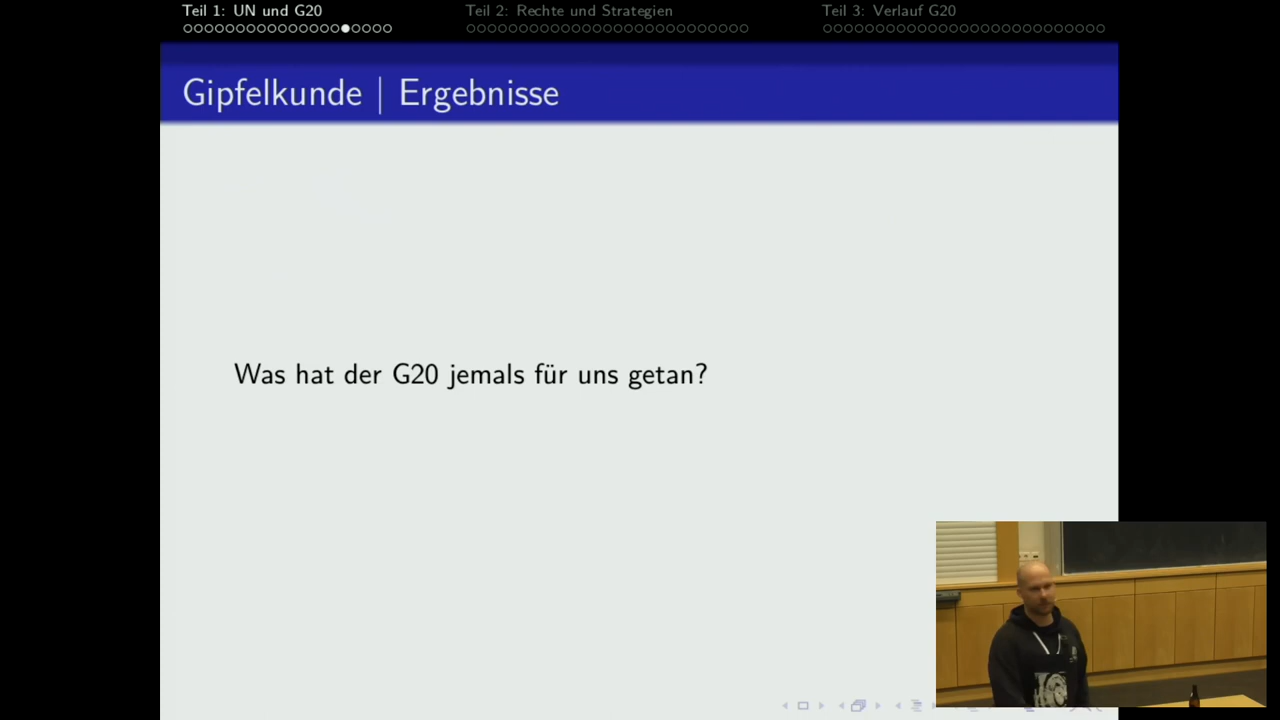 Teil 1: UN und G20
Teil 2: Rechte und Strategien
Teil 3: Verlauf G20
Gipfelkunde | Ergebnisse
Was hat der G20 jemals für uns getan?